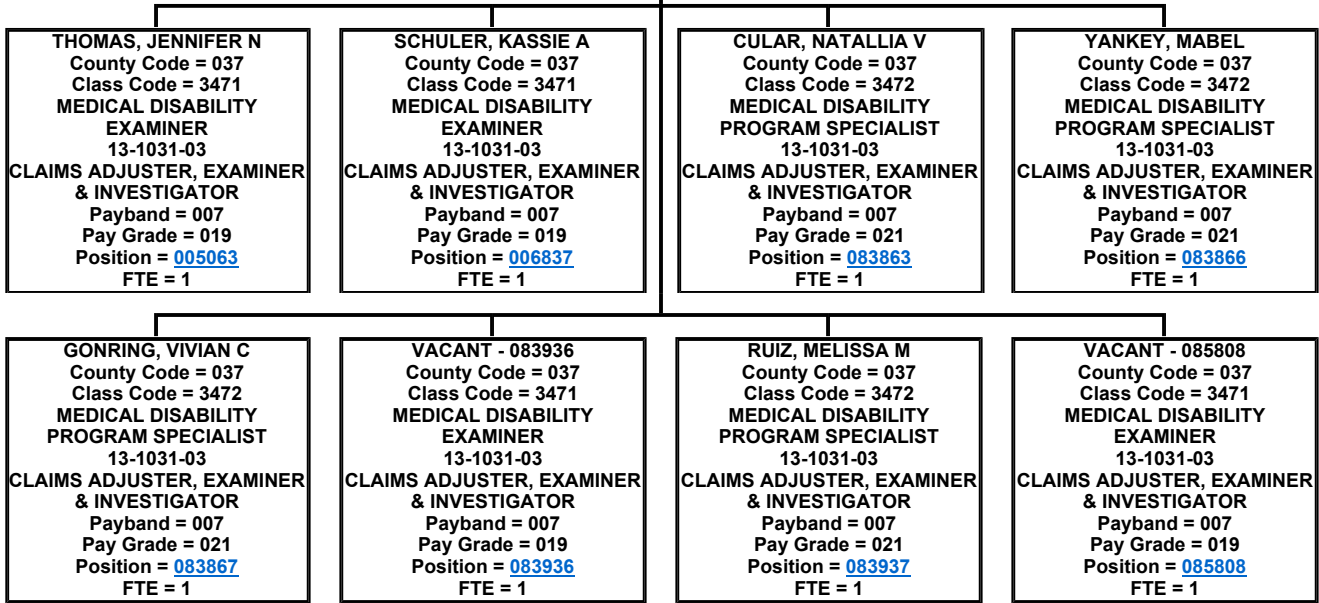 THOMAS, JENNIFER N
County Code = 037
Class Code = 3471
MEDICAL DISABILITY
EXAMINER
13-1031-03
CLAIMS ADJUSTER, EXAMINER
& INVESTIGATOR
Payband = 007
Pay Grade = 019
Position = 005063
FTE = 1
SCHULER, KASSIE A
County Code = 037
Class Code = 3471
MEDICAL DISABILITY
EXAMINER
13-1031-03
CLAIMS ADJUSTER, EXAMINER
& INVESTIGATOR
Payband = 007
Pay Grade = 019
Position = 006837
FTE = 1
CULAR, NATALLIA V
County Code = 037
Class Code = 3472
MEDICAL DISABILITY
PROGRAM SPECIALIST
13-1031-03
CLAIMS ADJUSTER, EXAMINER
& INVESTIGATOR
Payband = 007
Pay Grade = 021
Position = 083863
FTE = 1
YANKEY, MABEL
County Code = 037
Class Code = 3472
MEDICAL DISABILITY
PROGRAM SPECIALIST
13-1031-03
CLAIMS ADJUSTER, EXAMINER
& INVESTIGATOR
Payband = 007
Pay Grade = 021
Position = 083866
FTE = 1
GONRING, VIVIAN C
County Code = 037
Class Code = 3472
MEDICAL DISABILITY
PROGRAM SPECIALIST
13-1031-03
CLAIMS ADJUSTER, EXAMINER
& INVESTIGATOR
Payband = 007
Pay Grade = 021
Position = 083867
FTE = 1
VACANT - 083936
County Code = 037
Class Code = 3471
MEDICAL DISABILITY
EXAMINER
13-1031-03
CLAIMS ADJUSTER, EXAMINER
& INVESTIGATOR
Payband = 007
Pay Grade = 019
Position = 083936
FTE = 1
RUIZ, MELISSA M
County Code = 037
Class Code = 3472
MEDICAL DISABILITY
PROGRAM SPECIALIST
13-1031-03
CLAIMS ADJUSTER, EXAMINER
& INVESTIGATOR
Payband = 007
Pay Grade = 021
Position = 083937
FTE = 1
VACANT - 085808
County Code = 037
Class Code = 3471
MEDICAL DISABILITY
EXAMINER
13-1031-03
CLAIMS ADJUSTER, EXAMINER
& INVESTIGATOR
Payband = 007
Pay Grade = 019
Position = 085808
FTE = 1